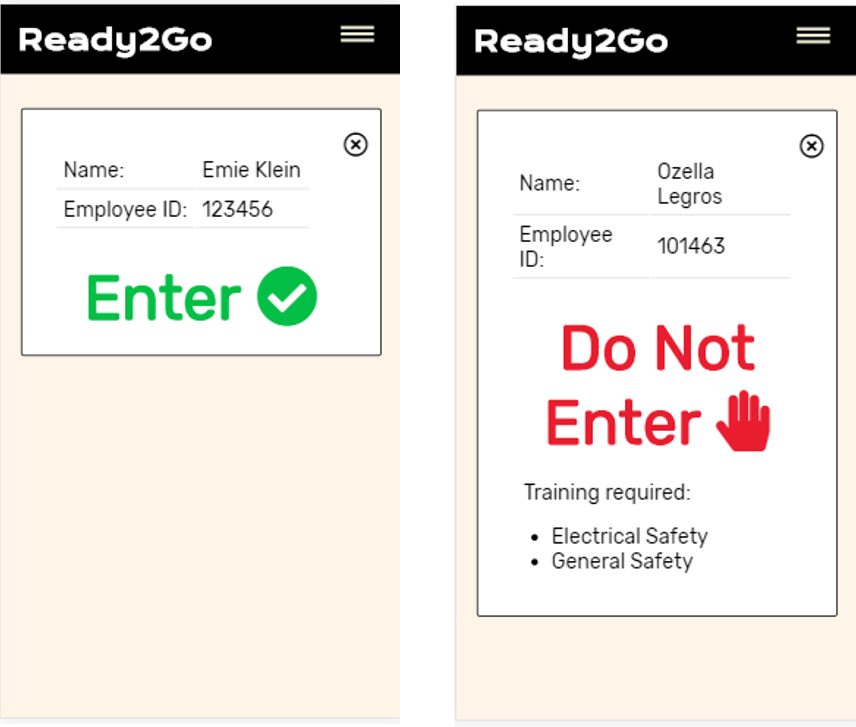 Ready2Go
Name: Emie Klein
Employee ID: 123456
Enter
Ready2Go
Name: Ozella
Legros
Employee
ID: 101463
Do Not
Enter
Training required:
• Electrical Safety
• General Safety